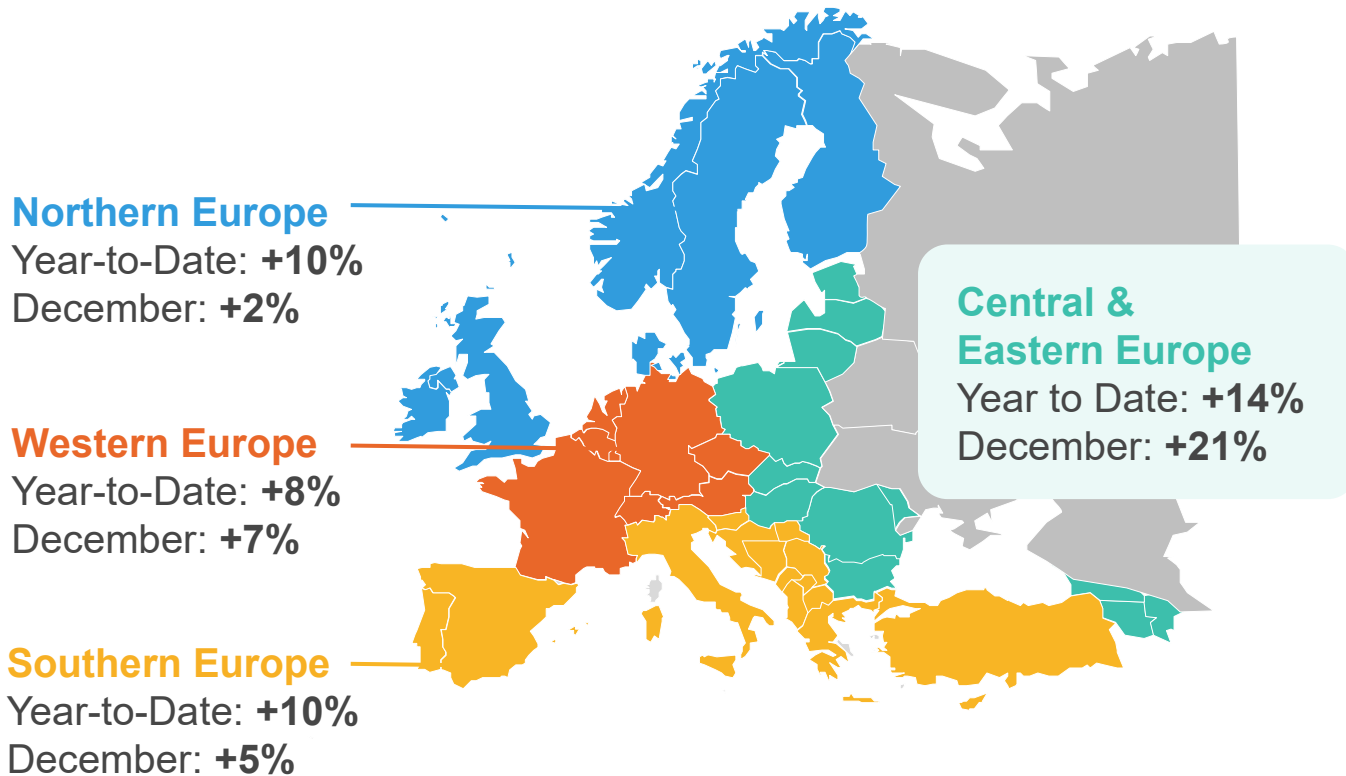 Northern Europe
Year-to-Date: +10%
December: +2%
Western Europe
Year-to-Date: +8%
December: +7%
Southern Europe
Year-to-Date: +10%
December: +5%
Central &
Eastern Europe
Year to Date: +14%
December: +21%